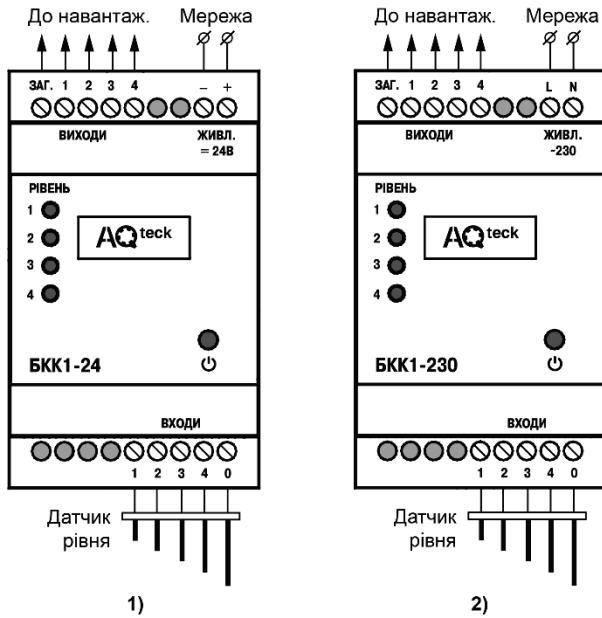 До навантаж. Мережа
ЗАГ. 1 2 3 4 – +
ВИХОДИ ЖИВЛ.
= 24В
РІВЕНЬ
1
2
3
4
AQteck
БКК1-24
ВХОДИ
1 2 3 4 0
Датчик
рівня
1)
До навантаж. Мережа
ЗАГ. 1 2 3 4 L N
ВИХОДИ ЖИВЛ.
~230
РІВЕНЬ
1
2
3
4
AQteck
БКК1-230
ВХОДИ
1 2 3 4 0
Датчик
рівня
2)